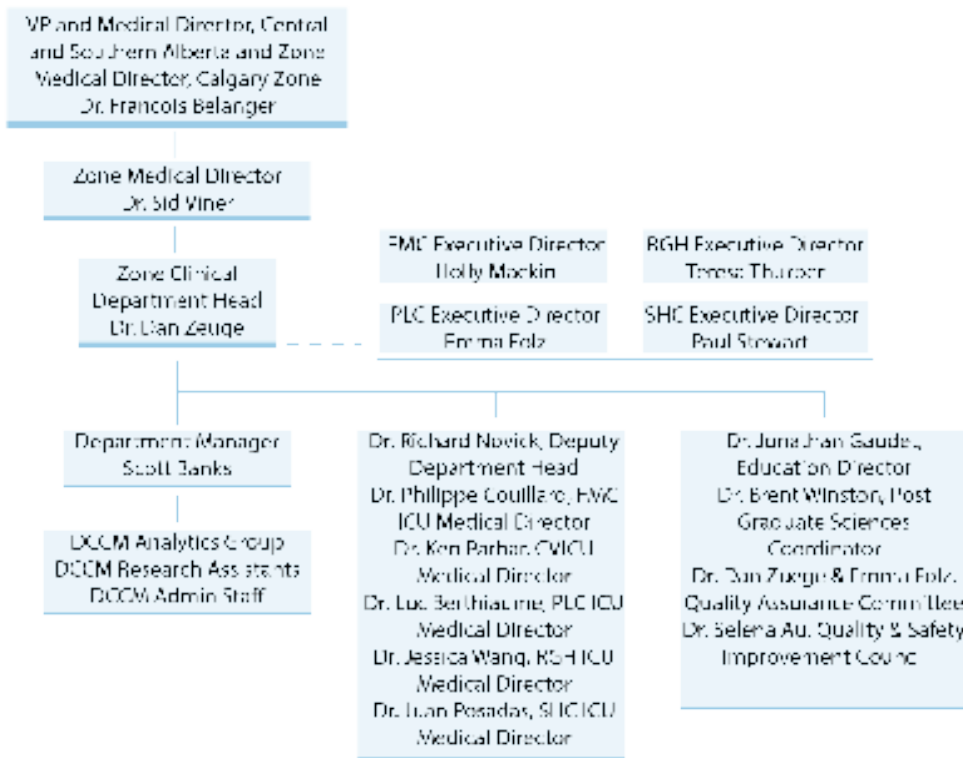 VP and Medical Director, Central
and Southern Alberta and Zone
Medical Director, Calgary Zone
Dr. Francois Belanger
Zone Medical Director
Dr. Sid Viner
Zone Clinical
Department Head
Dr. Dan Zeuge
FMC Executive Director
Holly Mackin
RGH Executive Director
Teresa Thurber
PLC Executive Director
Emma Folz
SHC Executive Director
Paul Stewart
Department Manager
Scott Banks
DCCM Analytics Group
DCCM Research Assistants
DCCM Admin Staff
Dr. Richard Novick, Deputy
Department Head
Dr. Philippe Couillard, FMC
ICU Medical Director
Dr. Ken Parhar, CVICU
Medical Director
Dr. Luc Berthiaume, PLC ICU
Medical Director
Dr. Jessica Wang, RGH ICU
Medical Director
Dr. Juan Posadas, SHC ICU
Medical Director
Dr. Jonathan Gaudet,
Education Director
Dr. Brent Winston, Post
Graduate Sciences
Coordinator
Dr. Dan Zuege & Emma Folz,
Quality Assurance Committee
Dr. Selena Au, Quality & Safety
Improvement Counc